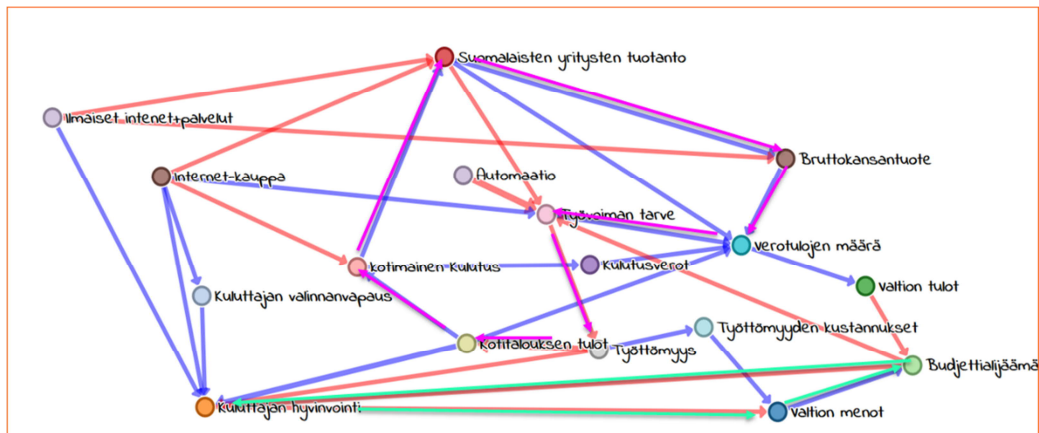 Suomalaisten yritysten tuotanto
Ilmaiset intenet+palvelut
Bruttokansantuote
Internet-kauppa
Automaatio
Työvoiman tarve
Verotulojen määrä
kotimainen Kulutus
Kulutusverot
Valtion tulot
Kuluttajan valinnanvapaus
Työttömyyden kustannukset
Kotitalouksen tulot
Työttömyys
Budjettialijäämä
Kuluttajan hyvinvointi
Valtion menot